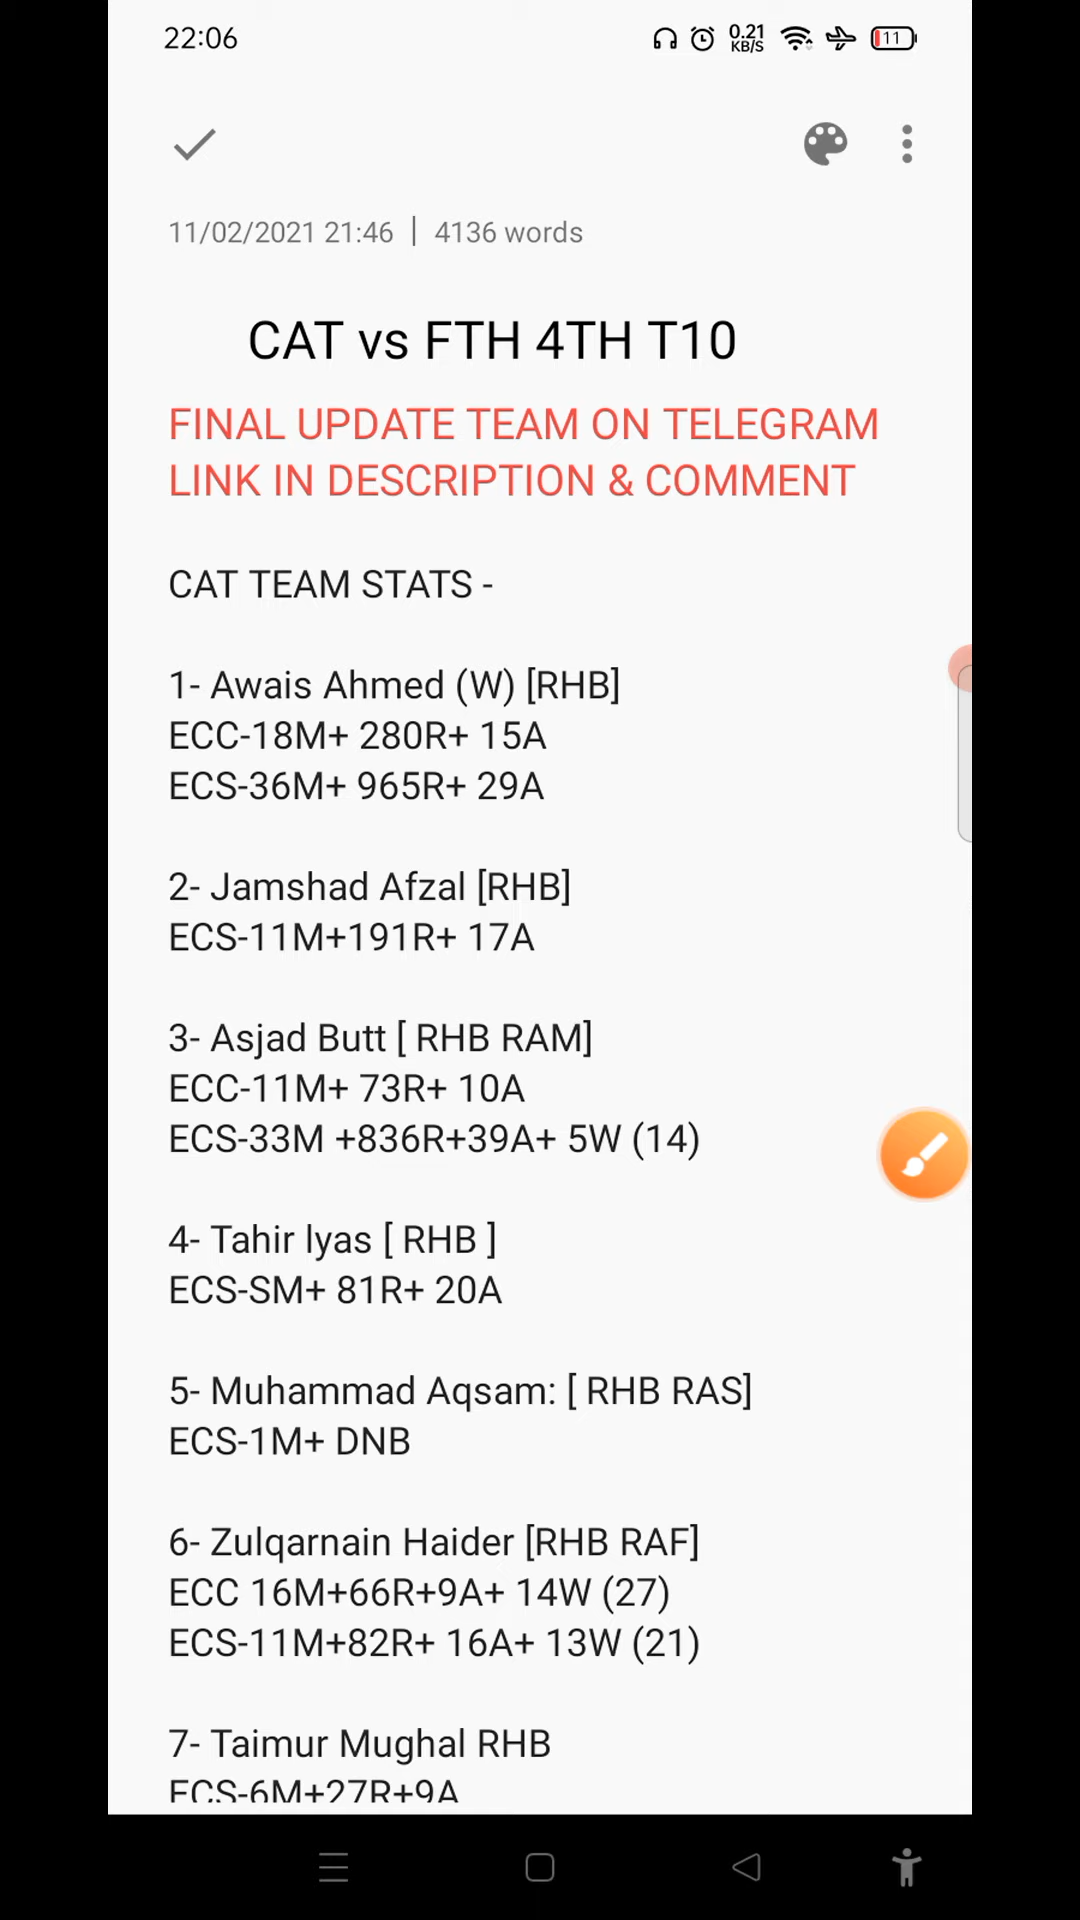 22:06
0.21
KB/S
11
11/02/2021 21:46 | 4136 words
CAT vs FTH 4TH T10
FINAL UPDATE TEAM ON TELEGRAM
LINK IN DESCRIPTION & COMMENT
CAT TEAM STATS -
1- Awais Ahmed (W) [RHB]
ECC-18M+ 280R+ 15A
ECS-36M+ 965R+ 29A
2- Jamshad Afzal [RHB]
ECS-11M+191R+ 17A
3- Asjad Butt [ RHB RAM]
ECC-11M+ 73R+ 10A
ECS-33M +836R+39A+ 5W (14)
4- Tahir lyas [ RHB ]
ECS-SM+ 81R+ 20A
5- Muhammad Aqsam: [ RHB RAS]
ECS-1M+ DNB
6- Zulqarnain Haider [RHB RAF]
ECC 16M+66R+9A+ 14W (27)
ECS-11M+82R+ 16A+ 13W (21)
7- Taimur Mughal RHB
ECS-6M+27R+9A